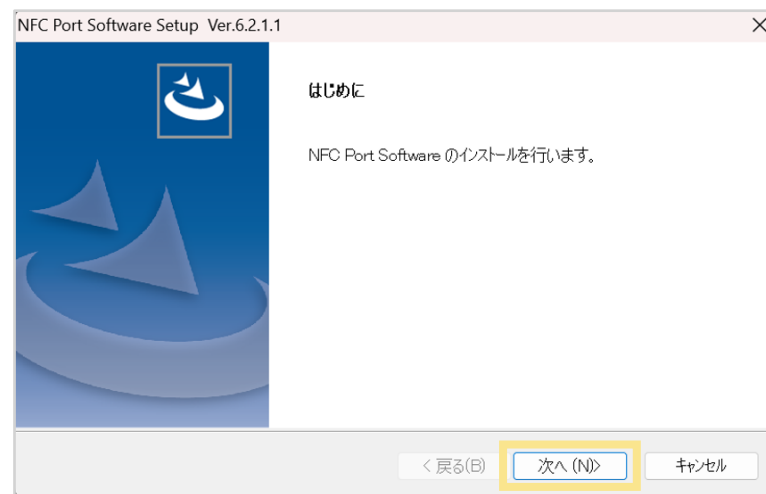 NFC Port Software Setup Ver.6.2.1.1
はじめに
NFC Port Software のインストールを行います。
< 戻る(B)
次へ (N)>
キャンセル